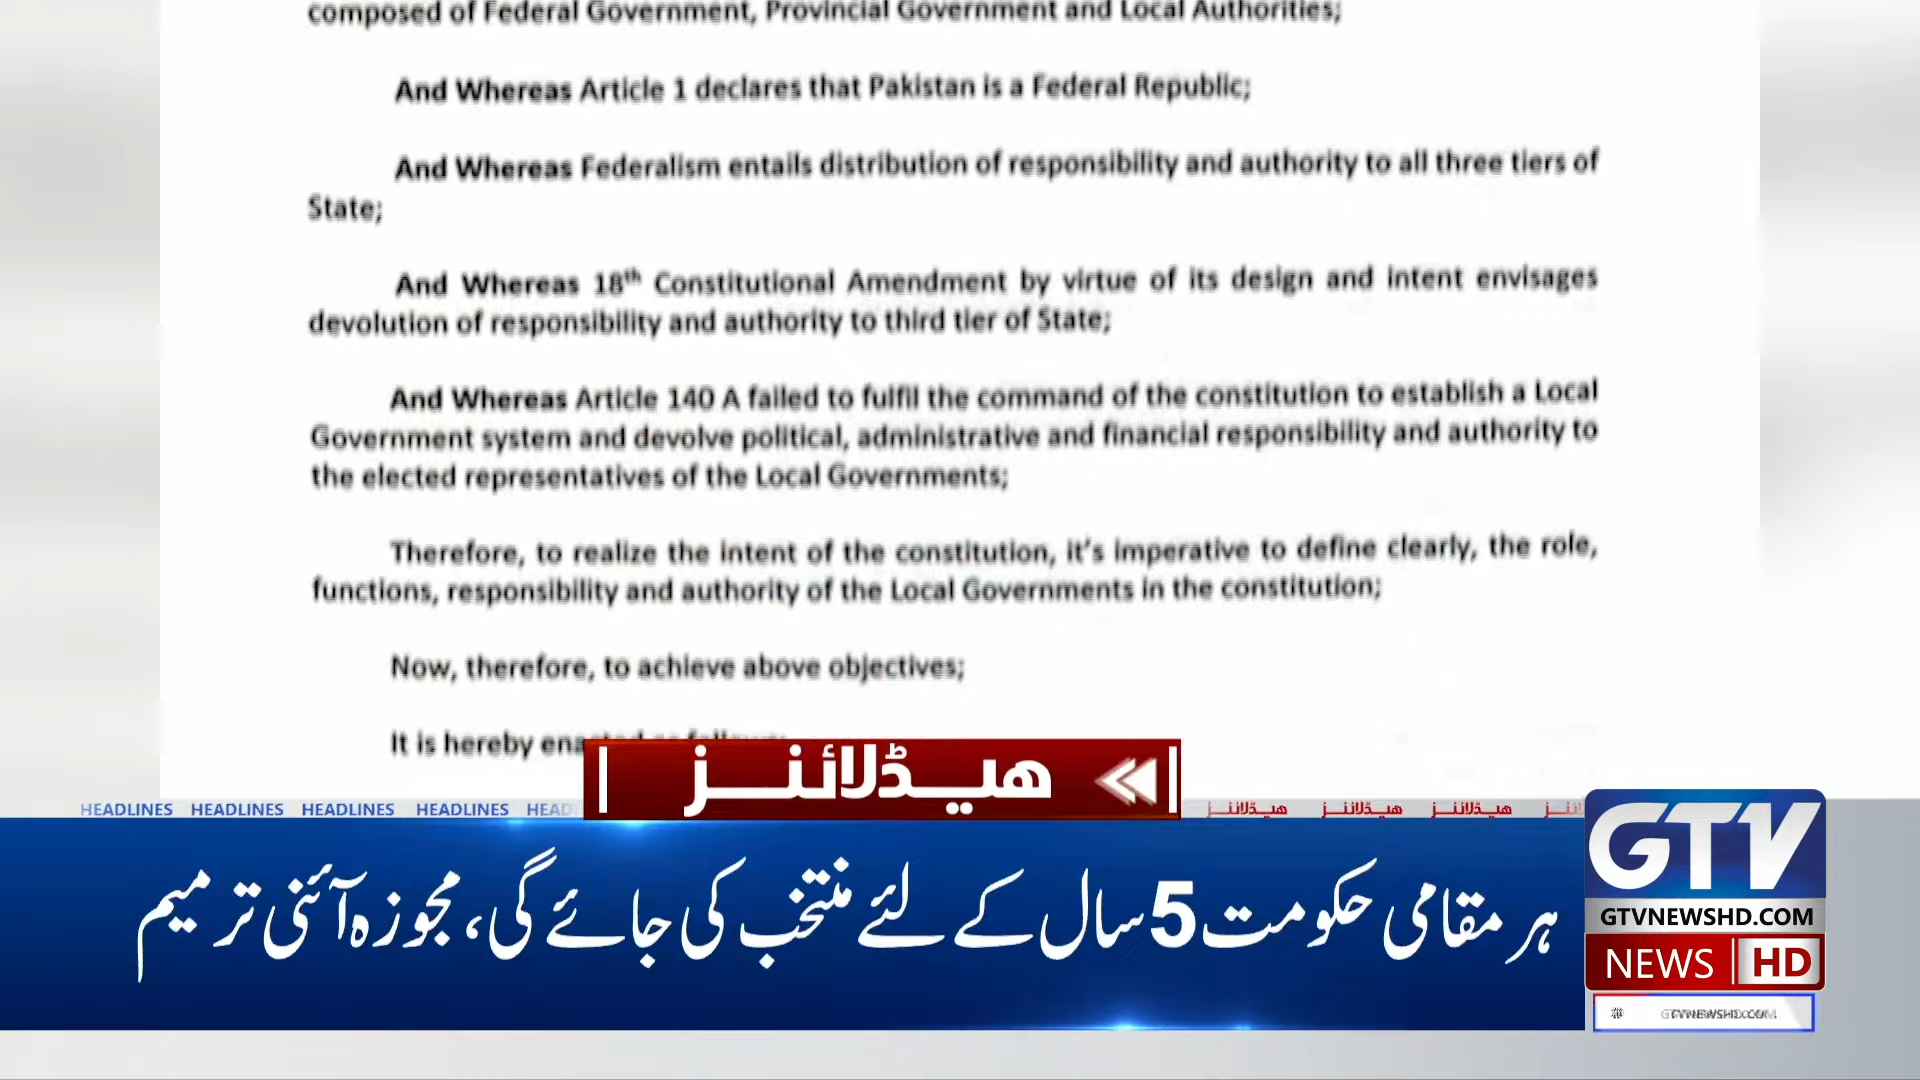 composed of Federal Government, Provincial Government and Local Authorities;
And Whereas Article 1 declares that Pakistan is a Federal Republic;
And Whereas Federalism entails distribution of responsibility and authority to all three tiers of
State;
And Whereas 18th Constitutional Amendment by virtue of its design and intent envisages
devolution of responsibility and authority to third tier of State;
And Whereas Article 140 A failed to fulfil the command of the constitution to establish a Local
Government system and devolve political, administrative and financial responsibility and authority to
the elected representatives of the Local Governments;
Therefore, to realize the intent of the constitution, it's imperative to define clearly, the role,
functions, responsibility and authority of the Local Governments in the constitution;
Now, therefore, to achieve above objectives;
It is hereby
ھیڈلائنز
HEADLINES HEADLINES HEADLINES HEADLINES HEAD
ھیڈلائنز ھیڈلائنز ھیڈلائنز
ہر مقامی حکومت 5 سال کے لئے منتخب کی جائے گی، مجوزہ آئنی ترمیم
GTV
GTVNEWSHD.COM
NEWS HD